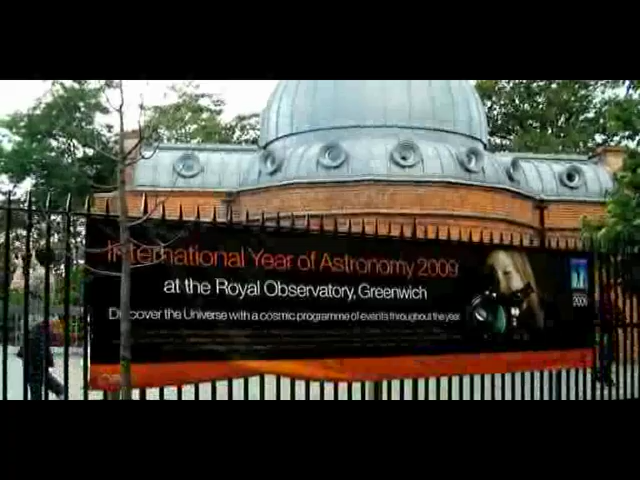 International Year of Astronomy 2009
at the Royal Observatory, Greenwich
Discover the Universe with a cosmic programme of events throughout the year
2009